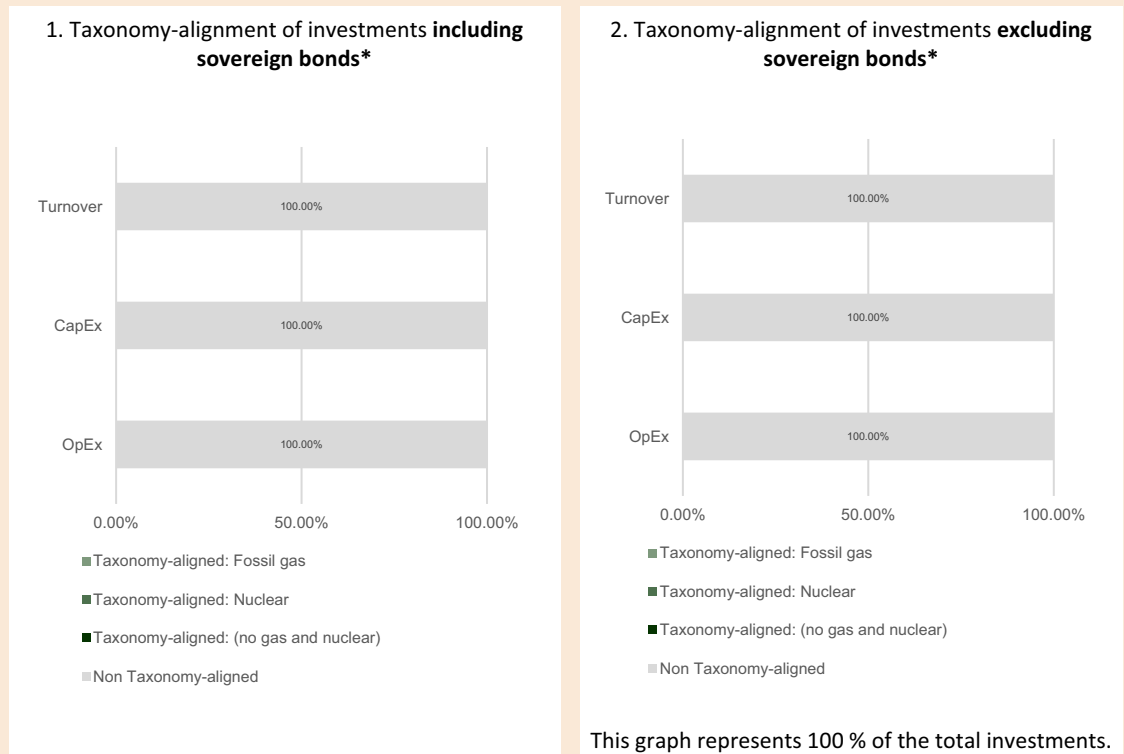 1. Taxonomy-alignment of investments including
sovereign bonds*
Turnover
100.00%
CapEx
100.00%
OpEx
100.00%
0.00%
50.00%
100.00%
Taxonomy-aligned: Fossil gas
Taxonomy-aligned: Nuclear
Taxonomy-aligned: (no gas and nuclear)
Non Taxonomy-aligned
2. Taxonomy-alignment of investments excluding
sovereign bonds*
Turnover
100.00%
CapEx
100.00%
OpEx
100.00%
0.00%
50.00%
100.00%
Taxonomy-aligned: Fossil gas
Taxonomy-aligned: Nuclear
Taxonomy-aligned: (no gas and nuclear)
Non Taxonomy-aligned
This graph represents 100 % of the total investments.